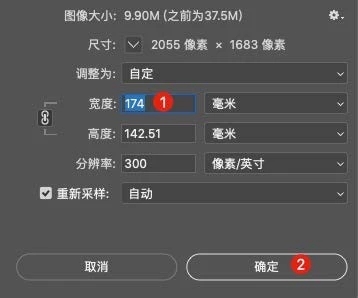 图像大小: 9.90M (之前为37.5M)
尺寸: 2055 像素 × 1683 像素
调整为: 自定
宽度: 174 1 毫米
高度: 142.51 毫米
分辨率: 300 像素/英寸
重新采样: 自动
取消 确定 2